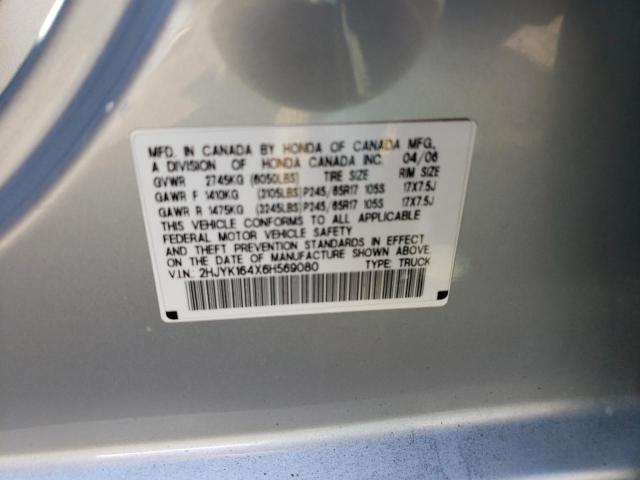 MFD. IN CANADA BY HONDA OF CANADA MFG.,
A DIVISION OF HONDA CANADA INC. 04/06
GVWR 2745KG (6050LBS) TIRE SIZE RIM SIZE
GAWR F 1410KG (3105LBS) P245/65R17 105S 17X7.5J
GAWR R 1475KG (3245LBS) P245/65R17 105S 17X7.5J
THIS VEHICLE CONFORMS TO ALL APPLICABLE
FEDERAL MOTOR VEHICLE SAFETY
AND THEFT PREVENTION STANDARDS IN EFFECT
ON THE DATE OF MANUFACTURE SHOWN ABOVE.
V.I.N.: 2HJYK164X6H569080 TYPE: TRUCK